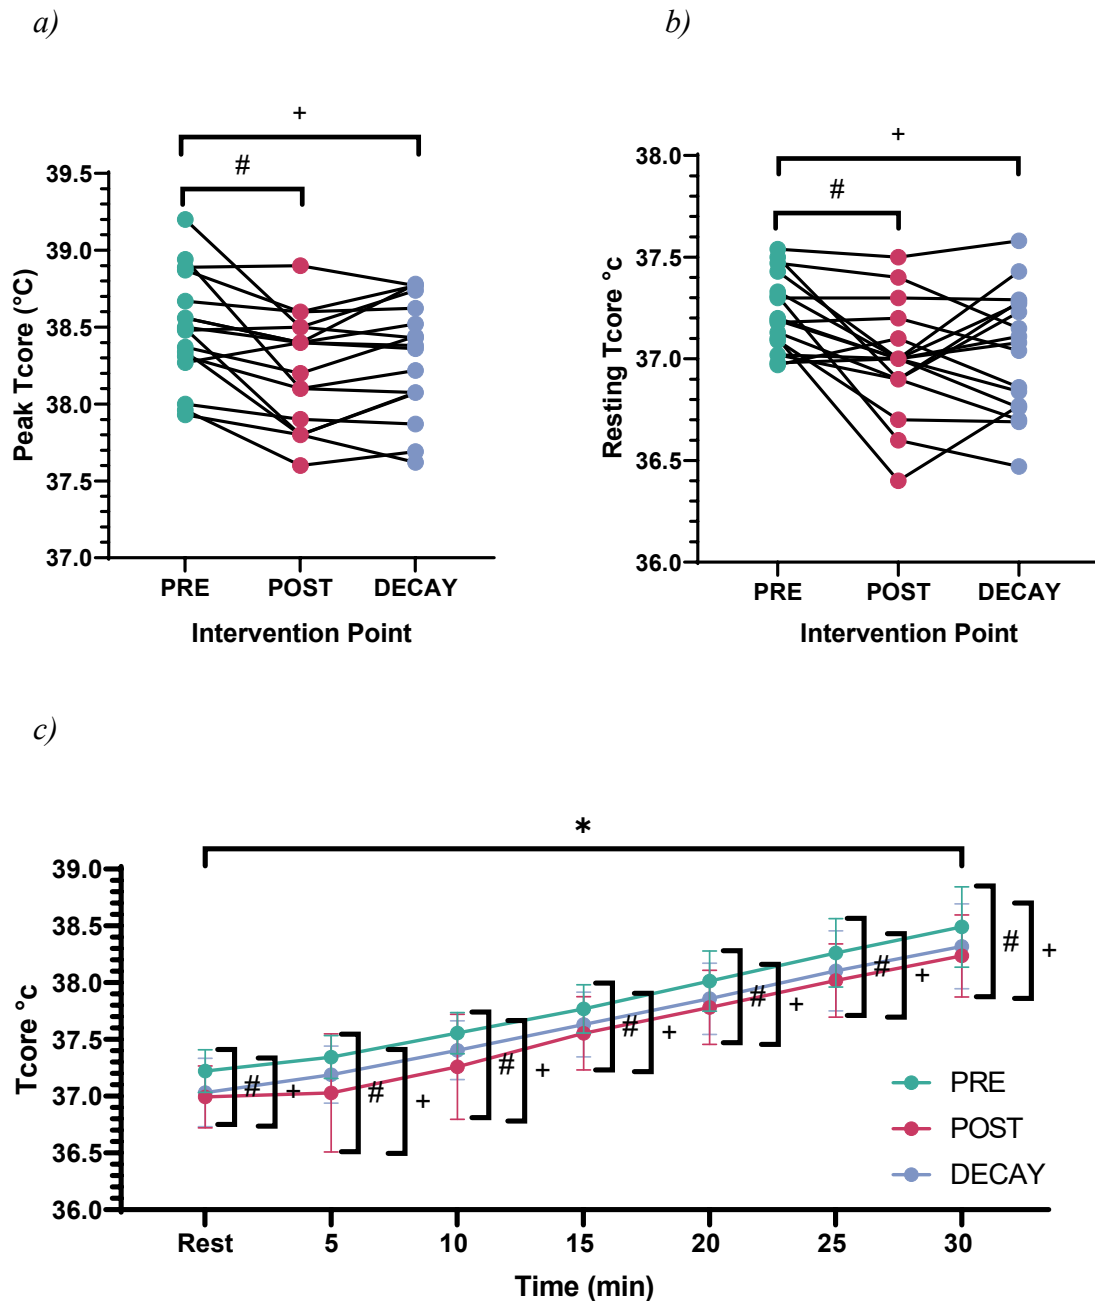 a)
+
#
39.5
39.0
38.5
38.0
37.5
37.0
Peak Tcore (°C)
PRE POST DECAY
Intervention Point
b)
+
#
38.0
37.5
37.0
36.5
36.0
Resting Tcore °c
PRE POST DECAY
Intervention Point
c)
*
39.0
38.5
38.0
37.5
37.0
36.5
36.0
Tcore °c
# + # + # + # + # + # + # +
PRE
POST
DECAY
Rest 5 10 15 20 25 30
Time (min)